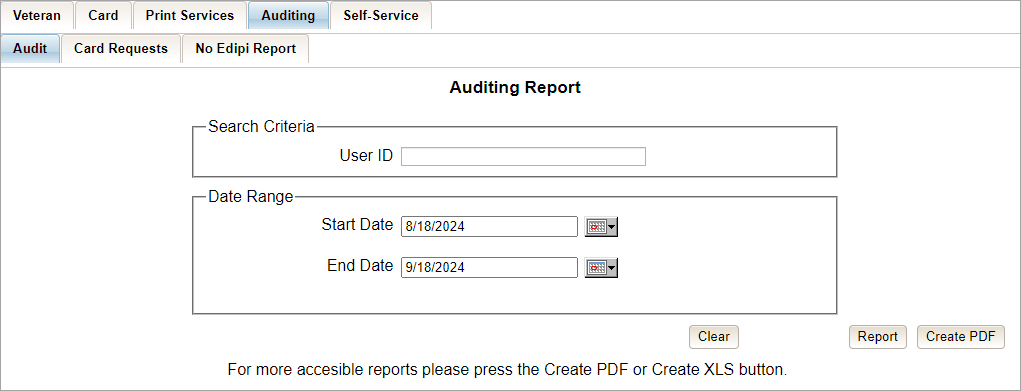 Veteran Card Print Services Auditing Self-Service
Audit Card Requests No Edipi Report
Auditing Report
Search Criteria
User ID
Date Range
Start Date 8/18/2024
End Date 9/18/2024
Clear Report Create PDF
For more accesible reports please press the Create PDF or Create XLS button.